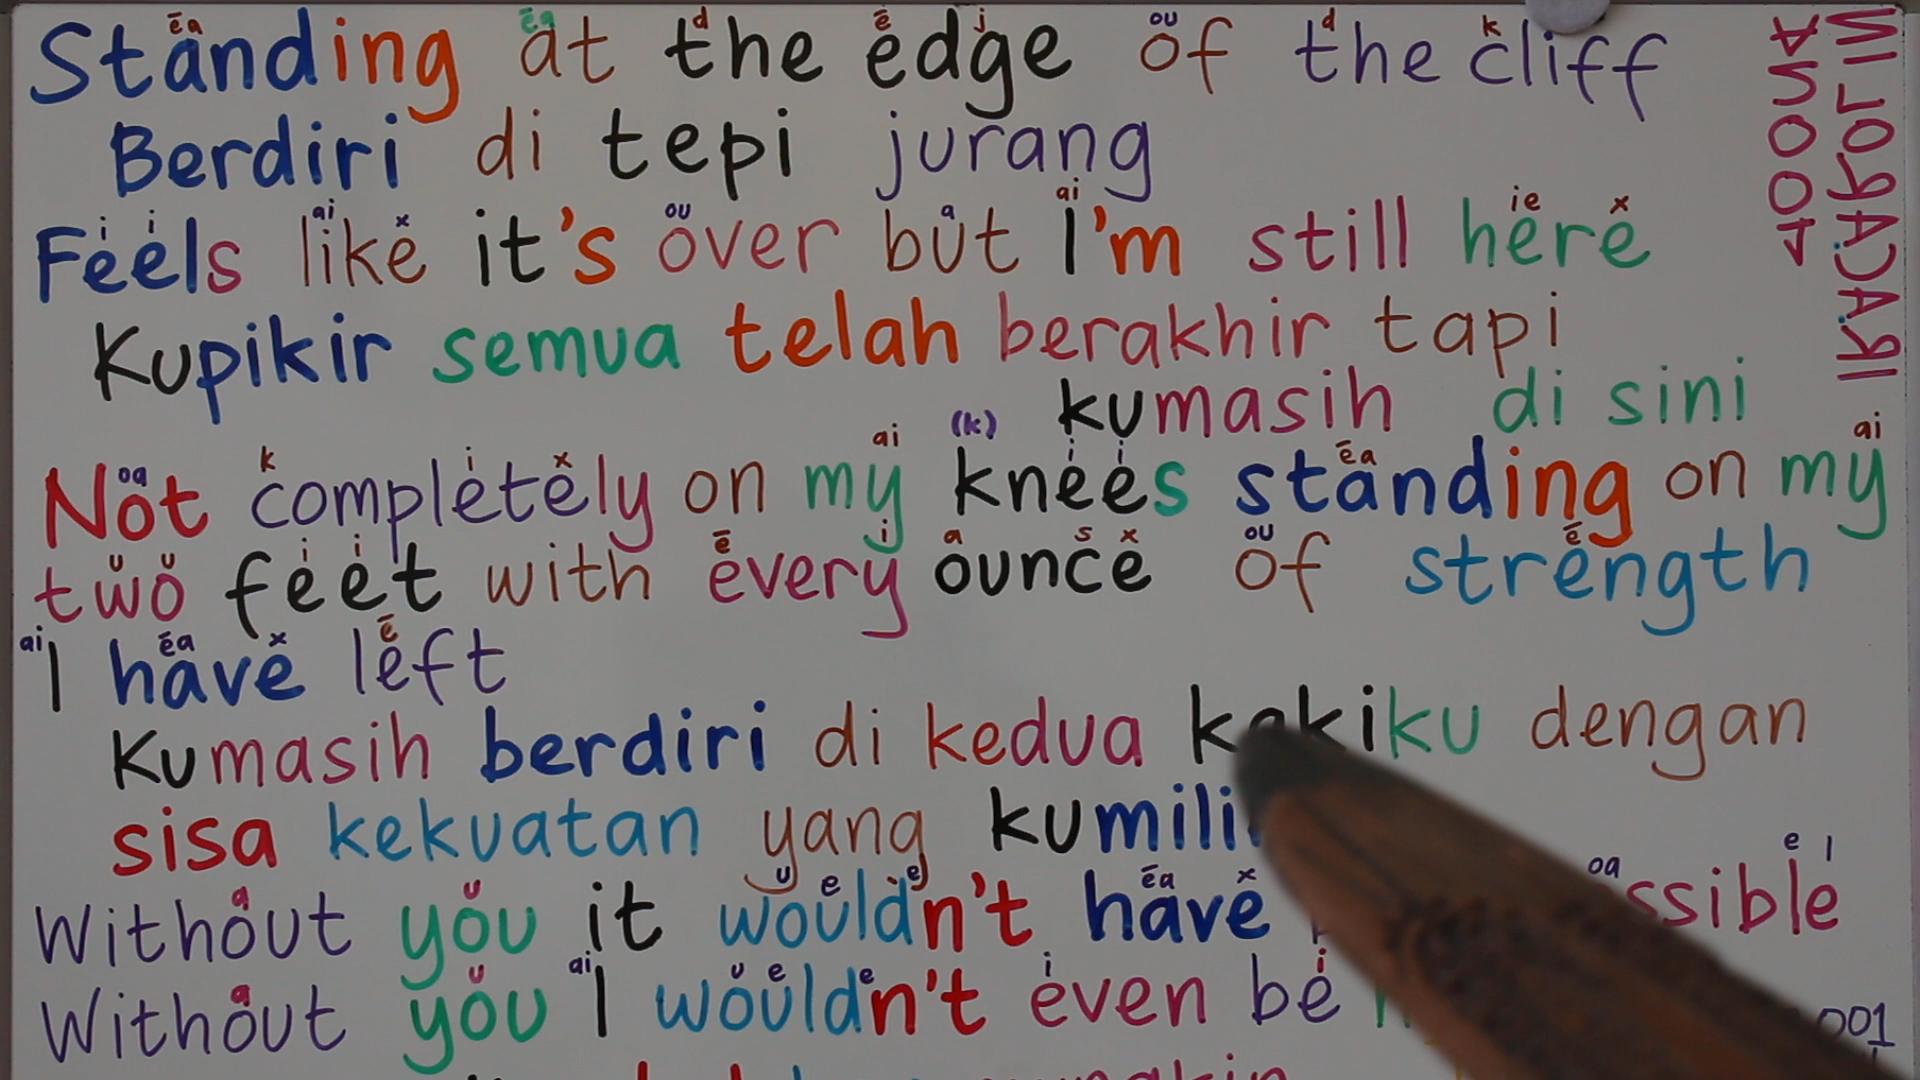 Standing at the edge of the cliff
Berdiri di tepi jurang
Feels like it's over but I'm still here
Kupikir semua telah berakhir tapi
kumasih di sini
Not completely on my knees standing on my
two feet with every ounce of strength
I have left
Kumasih berdiri di kedua kakiku dengan
sisa kekuatan yang
Without you it wouldn't have
Without you I wouldn't even be
001